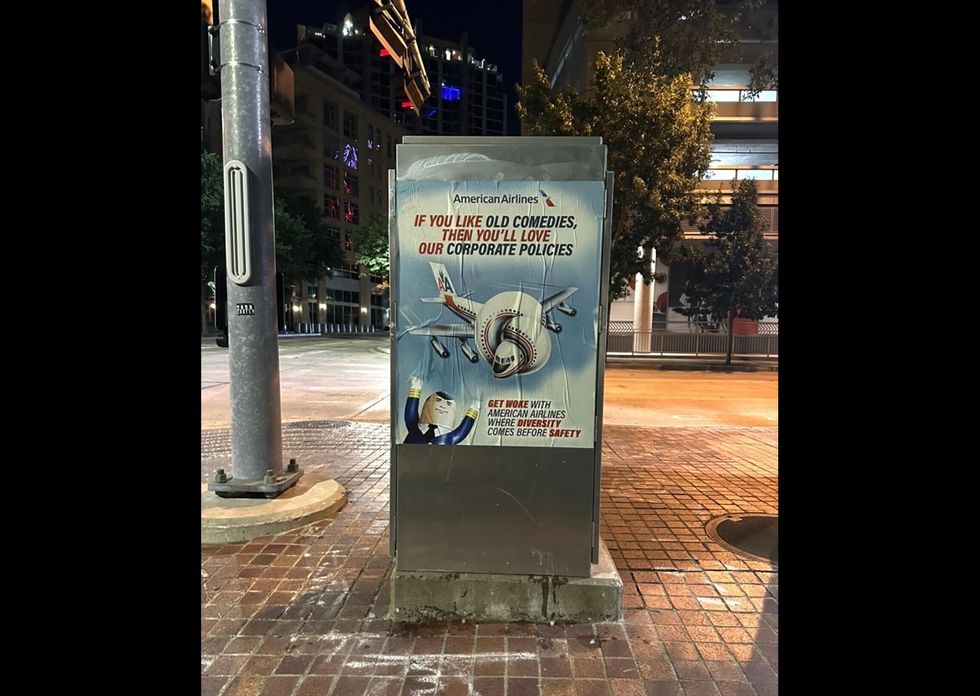 American Airlines
IF YOU LIKE OLD COMEDIES,
THEN YOU'LL LOVE
OUR CORPORATE POLICIES
AA
GET WOKE WITH
AMERICAN AIRLINES
WHERE DIVERSITY
COMES BEFORE SAFETY